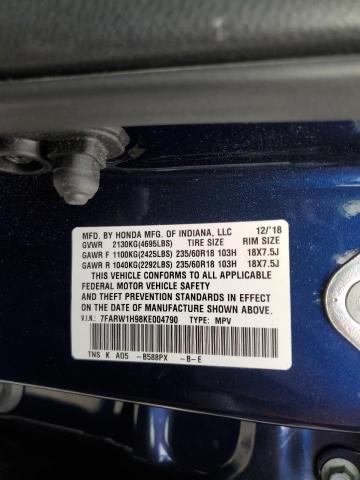 MFD. BY HONDA MFG. OF INDIANA, LLC 12/'18
GVWR 2130KG(4695LBS) TIRE SIZE RIM SIZE
GAWR F 1100KG(2425LBS) 235/60R18 103H 18X7.5J
GAWR R 1040KG(2292LBS) 235/60R18 103H 18X7.5J
THIS VEHICLE CONFORMS TO ALL APPLICABLE
FEDERAL MOTOR VEHICLE SAFETY
AND THEFT PREVENTION STANDARDS IN EFFECT
ON THE DATE OF MANUFACTURE SHOWN ABOVE.
V.I.N.: 7FARW1H98KE004790 TYPE: MPV
TNS K A05 -B588PX -B-E